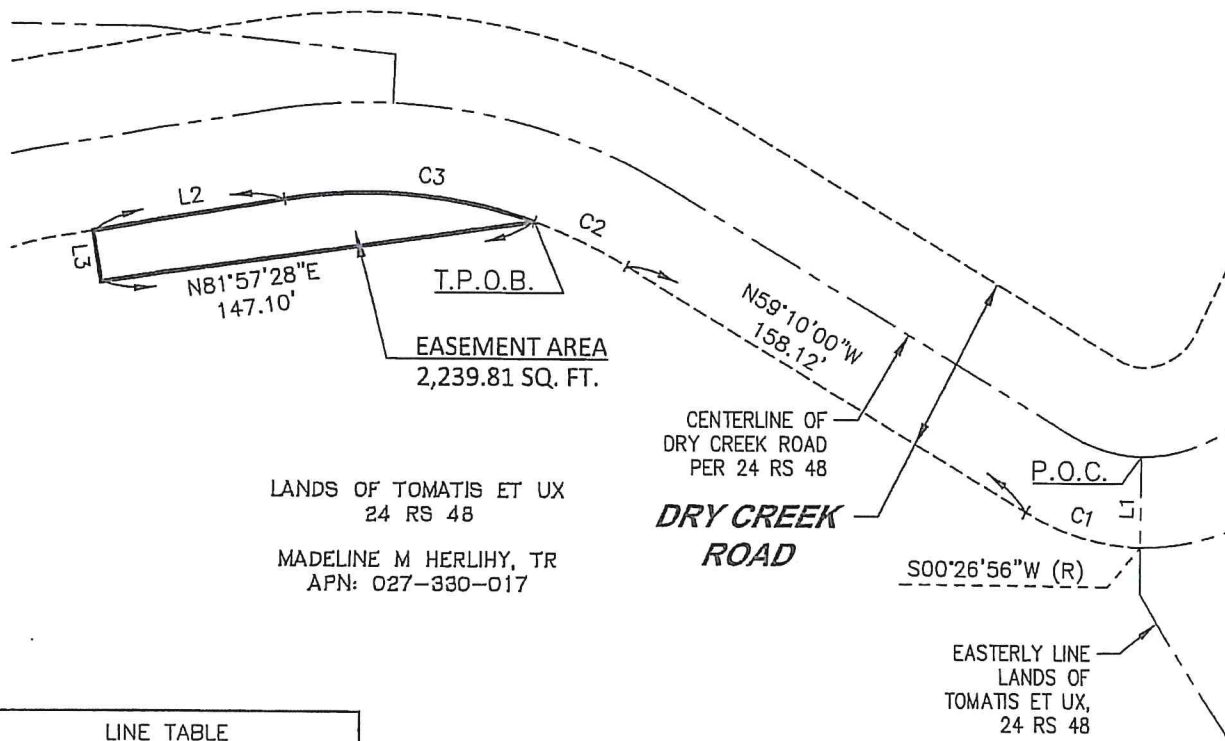 C3
L2
C2
L3
N81°57'28"E
147.10'
T.P.O.B.
EASEMENT AREA
2,239.81 SQ. FT.
N59°10'00"W
158.12'
CENTERLINE OF
DRY CREEK ROAD
PER 24 RS 48
P.O.C.
L1
C1
DRY CREEK
ROAD
S00°26'56"W (R)
LANDS OF TOMATIS ET UX
24 RS 48
MADELINE M HERLIHY, TR
APN: 027-330-017
EASTERLY LINE
LANDS OF
TOMATIS ET UX,
24 RS 48
LINE TABLE